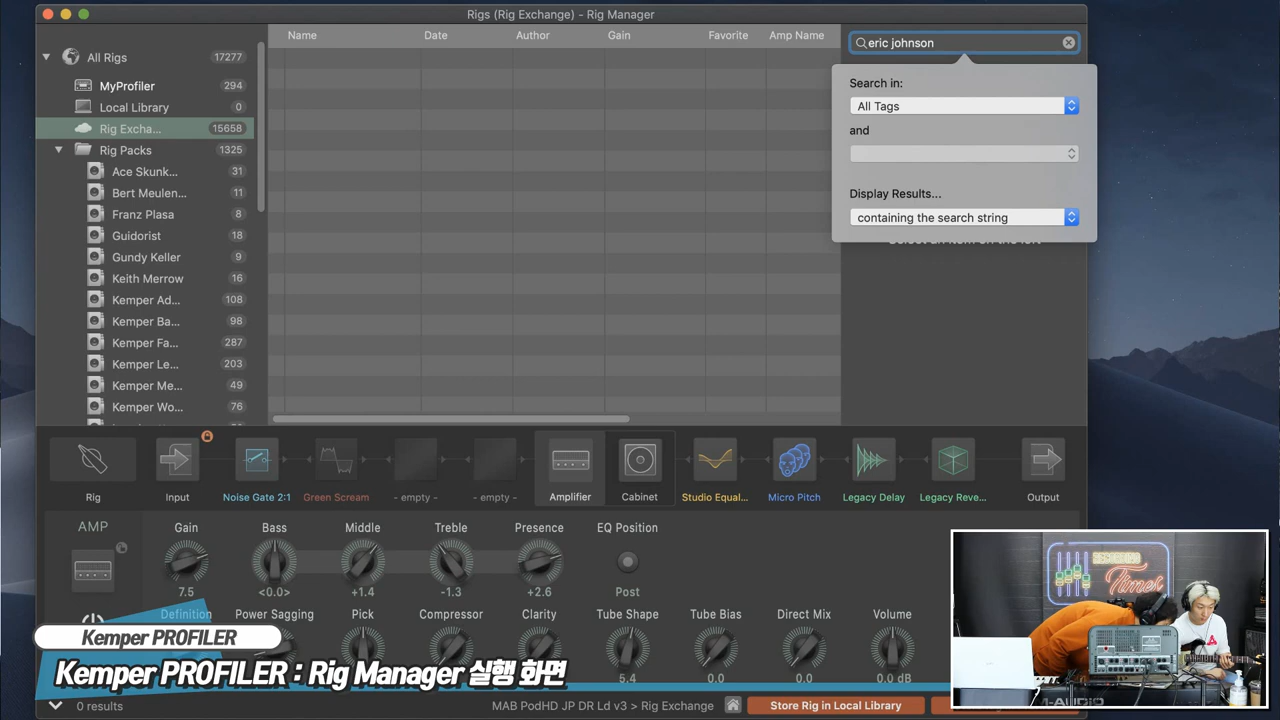 Rigs (Rig Exchange) - Rig Manager
Name
Date
Author
Gain
Favorite
Amp Name
eric johnson
Search in:
All Tags
and
Display Results...
containing the search string
All Rigs 17277
MyProfiler 294
Local Library 0
Rig Excha... 15658
Rig Packs 1325
Ace Skunk... 31
Bert Meulen... 11
Franz Plasa 8
Guidorist 18
Gundy Keller 9
Keith Merrow 16
Kemper Ad... 108
Kemper Ba... 98
Kemper Fa... 287
Kemper Le... 203
Kemper Me... 49
Kemper Wo... 76
Rig
Input
Noise Gate 2:1
Green Scream
- empty -
- empty -
Amplifier
Cabinet
Studio Equal...
Micro Pitch
Legacy Delay
Legacy Reve...
Output
AMP
Gain
Bass
Middle
Treble
Presence
EQ Position
7.5
<0.0>
+1.4
-1.3
+2.6
Post
Definition
Power Sagging
Pick
Compressor
Clarity
Tube Shape
Tube Bias
Direct Mix
Volume
5.4
0.0
0.0
0.0 dB
Kemper PROFILER
Kemper PROFILER : Rig Manager 실행 화면
0 results
MAB PodHD JP DR Ld v3 > Rig Exchange
Store Rig in Local Library
Timer
M-AUDIO